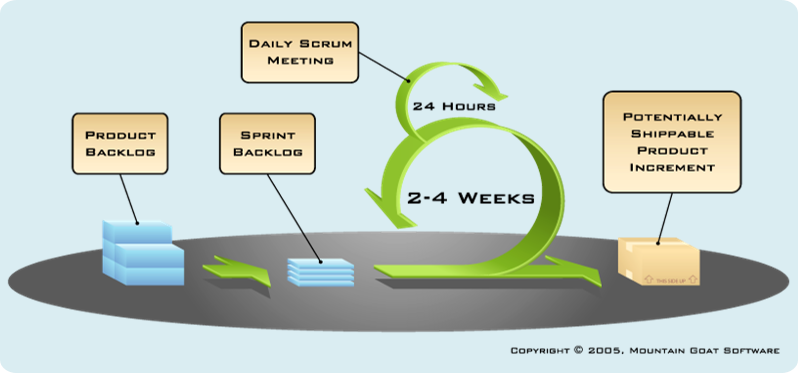 Daily Scrum
Meeting
24 Hours
Product
Backlog
Sprint
Backlog
Potentially
Shippable
Product
Increment
2-4 Weeks
THIS SIDE UP
Copyright © 2005, Mountain Goat Software